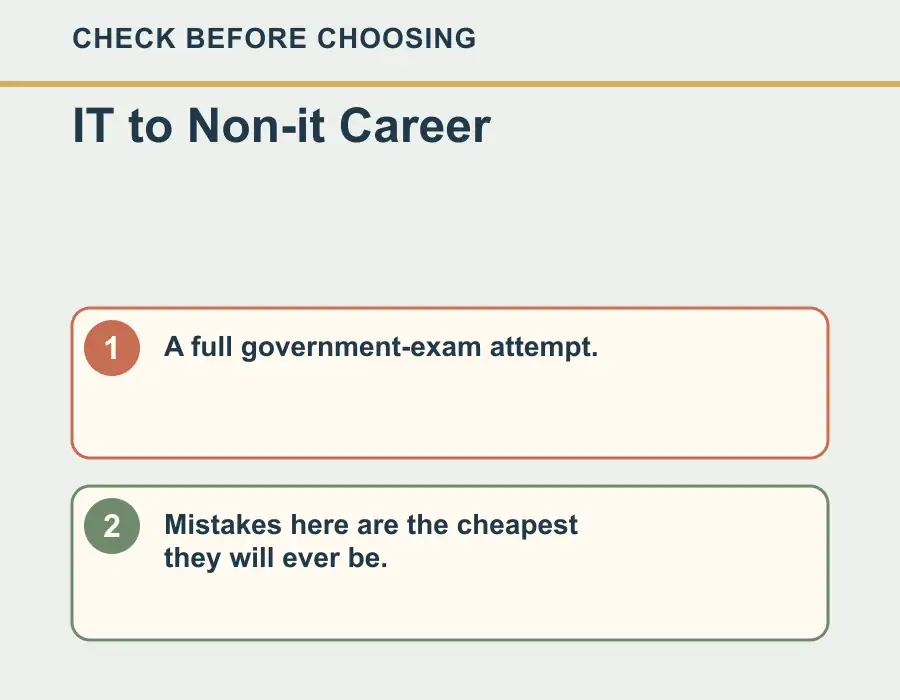 CHECK BEFORE CHOOSING
IT to Non-it Career
1 A full government-exam attempt.
2 Mistakes here are the cheapest
they will ever be.